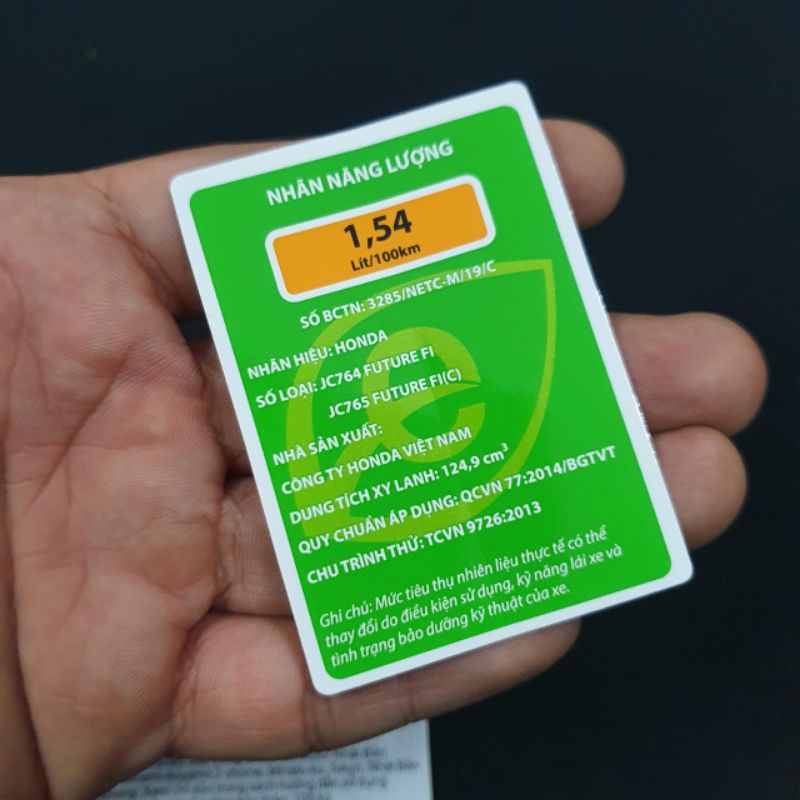 NHÃN NĂNG LƯỢNG
1,54
Lít/100km
SỐ BCTN: 3285/NETC-M/19/C
NHÃN HIỆU: HONDA
SỐ LOẠI: JC764 FUTURE FI
JC765 FUTURE FI(C)
NHÀ SẢN XUẤT:
CÔNG TY HONDA VIỆT NAM
DUNG TÍCH XY LANH: 124,9 cm³
QUY CHUẨN ÁP DỤNG: QCVN 77:2014/BGTVT
CHU TRÌNH THỬ: TCVN 9726:2013
Ghi chú: Mức tiêu thụ nhiên liệu thực tế có thể
thay đổi do điều kiện sử dụng, kỹ năng lái xe và
tình trạng bảo dưỡng kỹ thuật của xe.